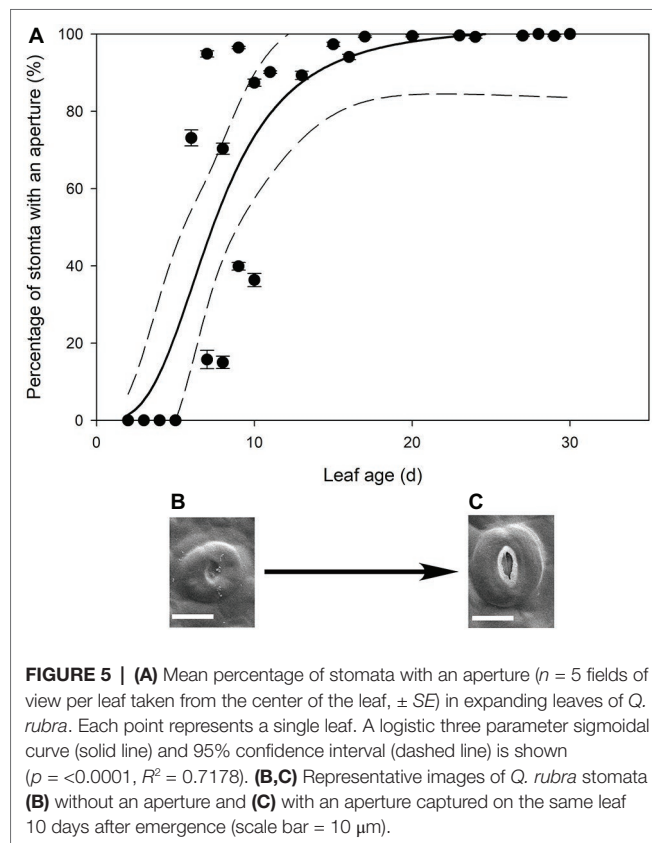 A
Percentage of stomta with an aperture (%)
100
80
60
40
20
0
0
10
20
30
Leaf age (d)
B
C
FIGURE 5 | (A) Mean percentage of stomata with an aperture (n = 5 fields of
view per leaf taken from the center of the leaf, ± SE) in expanding leaves of Q.
rubra. Each point represents a single leaf. A logistic three parameter sigmoidal
curve (solid line) and 95% confidence interval (dashed line) is shown
(p = <0.0001, R² = 0.7178). (B,C) Representative images of Q. rubra stomata
(B) without an aperture and (C) with an aperture captured on the same leaf
10 days after emergence (scale bar = 10 μm).